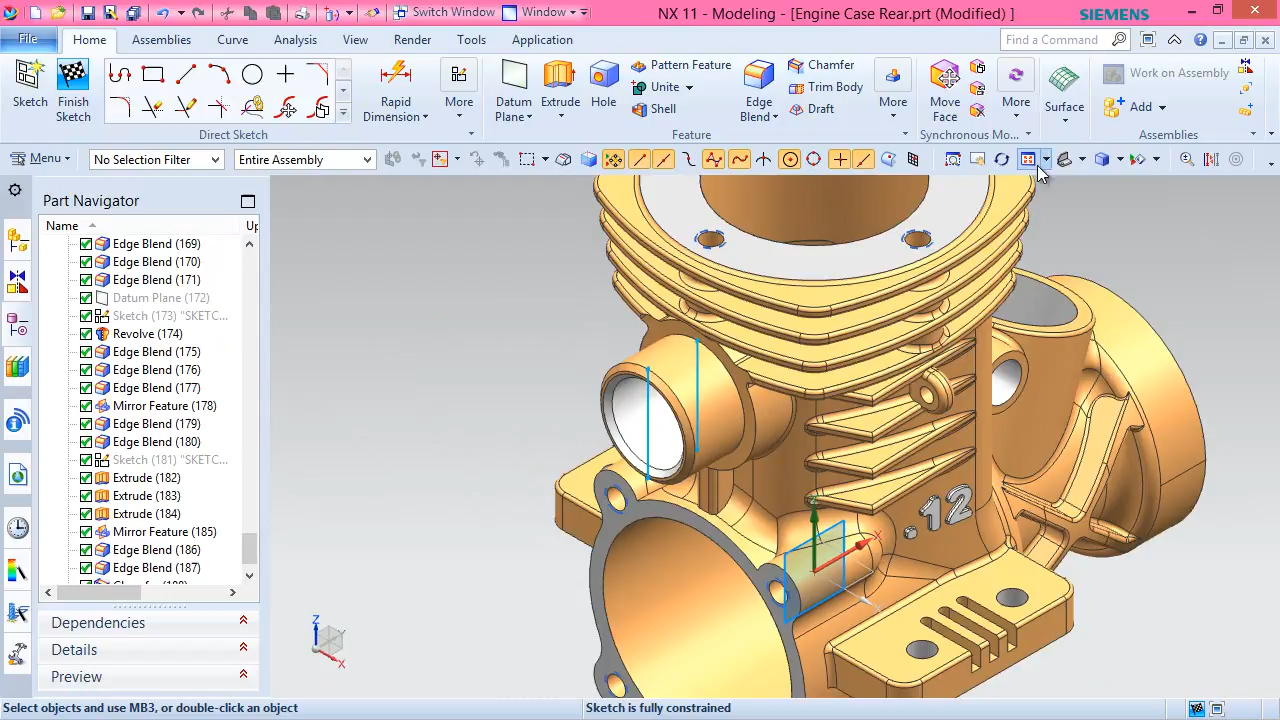 NX 11 - Modeling - [Engine Case Rear.prt (Modified) ]
SIEMENS
Switch Window
Window
File
Home
Assemblies
Curve
Analysis
View
Render
Tools
Application
Find a Command
Sketch
Finish
Sketch
Rapid
Dimension
More
Direct Sketch
Datum
Plane
Extrude
Hole
Pattern Feature
Unite
Shell
Edge
Blend
Chamfer
Trim Body
Draft
More
Feature
Move
Face
More
Synchronous Mo...
Surface
Work on Assembly
Add
Assemblies
Menu
No Selection Filter
Entire Assembly
Part Navigator
Name
Up
Edge Blend (169)
Edge Blend (170)
Edge Blend (171)
Datum Plane (172)
Sketch (173) "SKETC...
Revolve (174)
Edge Blend (175)
Edge Blend (176)
Edge Blend (177)
Mirror Feature (178)
Edge Blend (179)
Edge Blend (180)
Sketch (181) "SKETC...
Extrude (182)
Extrude (183)
Extrude (184)
Mirror Feature (185)
Edge Blend (186)
Edge Blend (187)
Dependencies
Details
Preview
.12
X
Z
Y
X
Select objects and use MB3, or double-click an object
Sketch is fully constrained